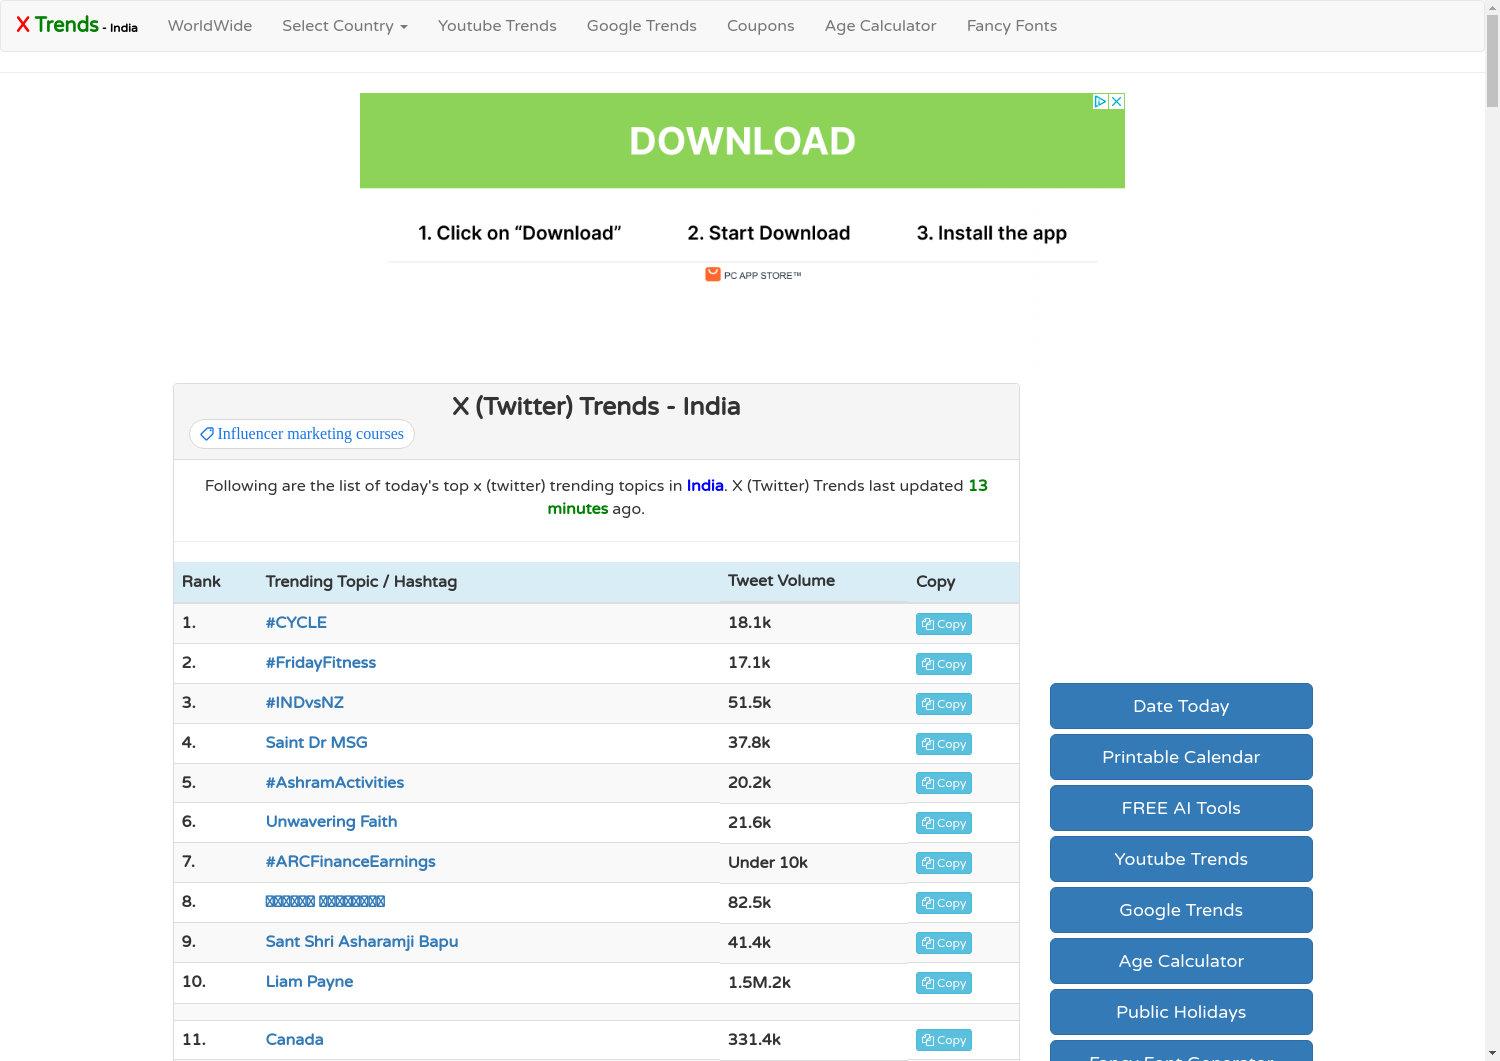 X Trends - India WorldWide Select Country Youtube Trends Google Trends Coupons Age Calculator Fancy Fonts
DOWNLOAD
1. Click on “Download” 2. Start Download 3. Install the app
PC APP STORE™
X (Twitter) Trends - India
Influencer marketing courses
Following are the list of today's top x (twitter) trending topics in India. X (Twitter) Trends last updated 13
minutes ago.
Rank Trending Topic / Hashtag Tweet Volume Copy
1. #CYCLE 18.1k Copy
2. #FridayFitness 17.1k Copy
3. #INDvsNZ 51.5k Copy
4. Saint Dr MSG 37.8k Copy
5. #AshramActivities 20.2k Copy
6. Unwavering Faith 21.6k Copy
7. #ARCFinanceEarnings Under 10k Copy
8. 82.5k Copy
9. Sant Shri Asharamji Bapu 41.4k Copy
10. Liam Payne 1.5M.2k Copy
11. Canada 331.4k Copy
Date Today
Printable Calendar
FREE AI Tools
Youtube Trends
Google Trends
Age Calculator
Public Holidays
Fancy Font Generator